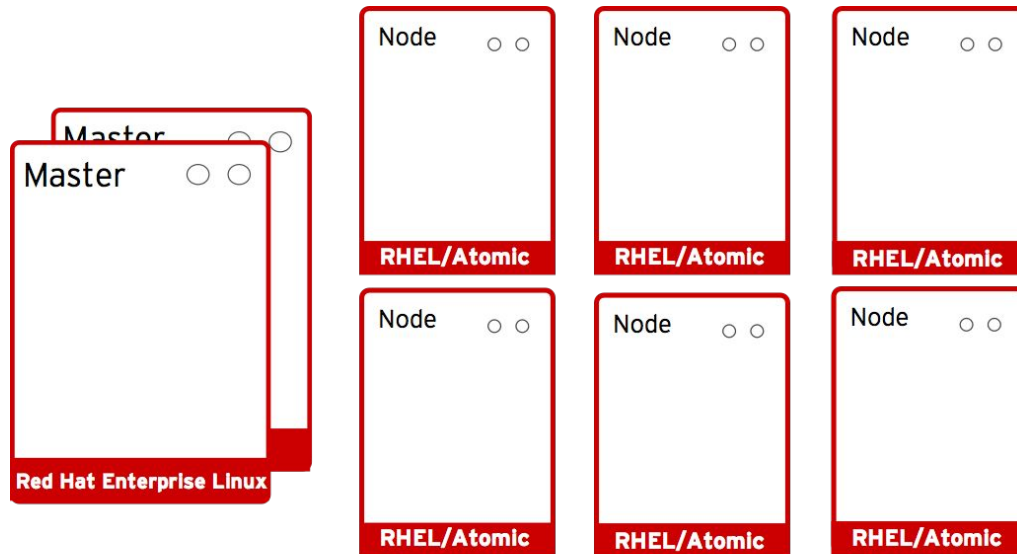 Master
Master
Red Hat Enterprise Linux
Node
Node
Node
RHEL/Atomic
RHEL/Atomic
RHEL/Atomic
Node
Node
Node
RHEL/Atomic
RHEL/Atomic
RHEL/Atomic